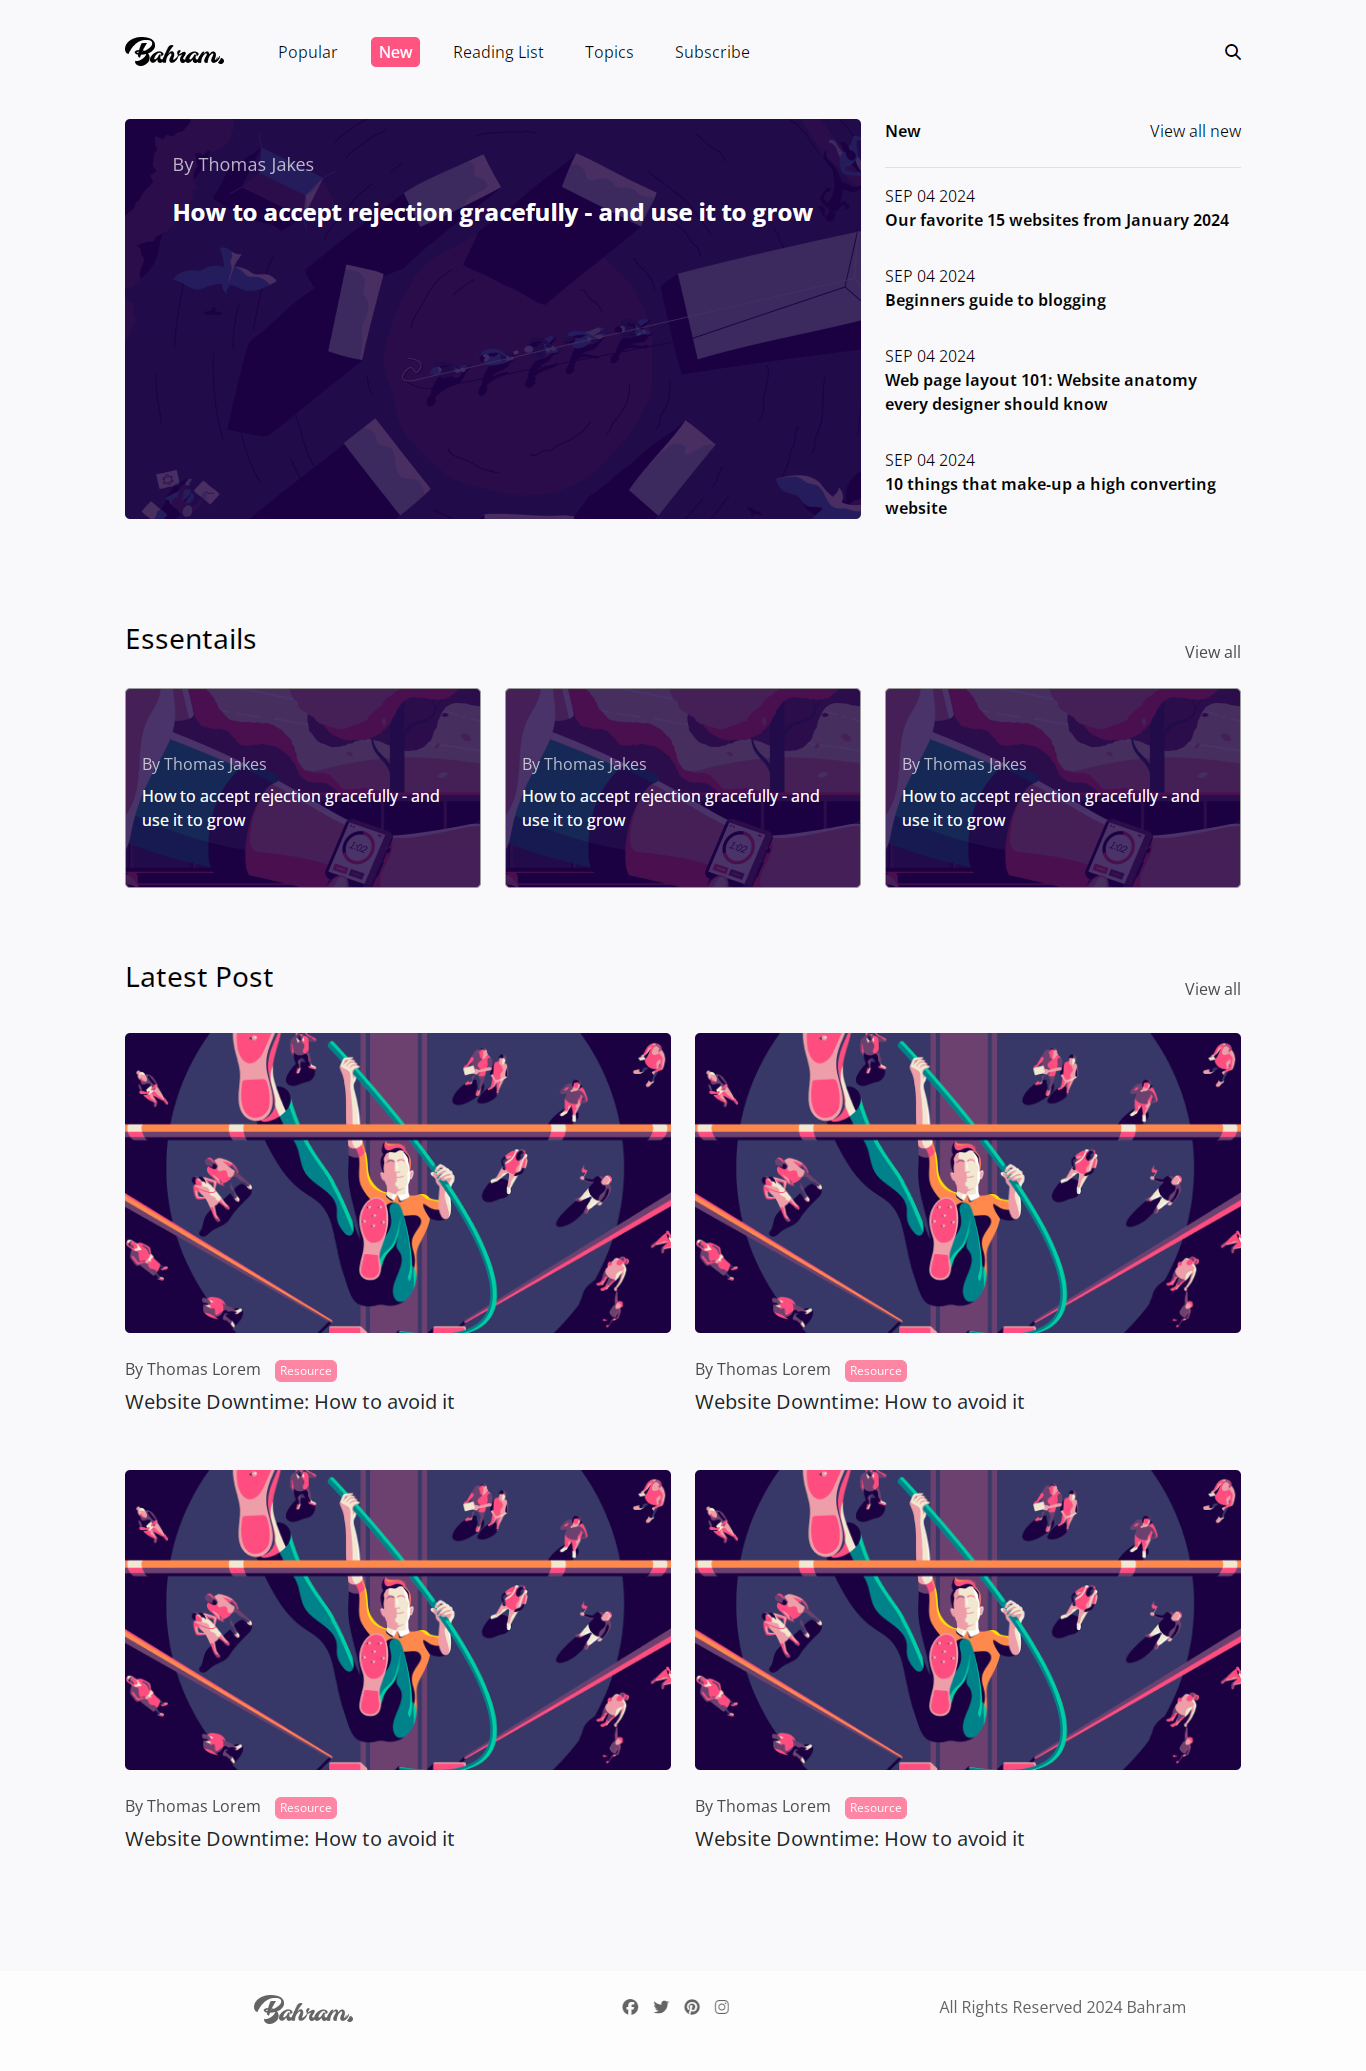 Bahram.
Popular
New
Reading List
Topics
Subscribe
By Thomas Jakes
How to accept rejection gracefully - and use it to grow
New
View all new
SEP 04 2024
Our favorite 15 websites from January 2024
SEP 04 2024
Beginners guide to blogging
SEP 04 2024
Web page layout 101: Website anatomy
every designer should know
SEP 04 2024
10 things that make-up a high converting
website
Essentails
View all
By Thomas Jakes
How to accept rejection gracefully - and
use it to grow
1:02
By Thomas Jakes
How to accept rejection gracefully - and
use it to grow
1:02
By Thomas Jakes
How to accept rejection gracefully - and
use it to grow
1:02
Latest Post
View all
By Thomas Lorem
Resource
Website Downtime: How to avoid it
By Thomas Lorem
Resource
Website Downtime: How to avoid it
By Thomas Lorem
Resource
Website Downtime: How to avoid it
By Thomas Lorem
Resource
Website Downtime: How to avoid it
Bahram.
All Rights Reserved 2024 Bahram